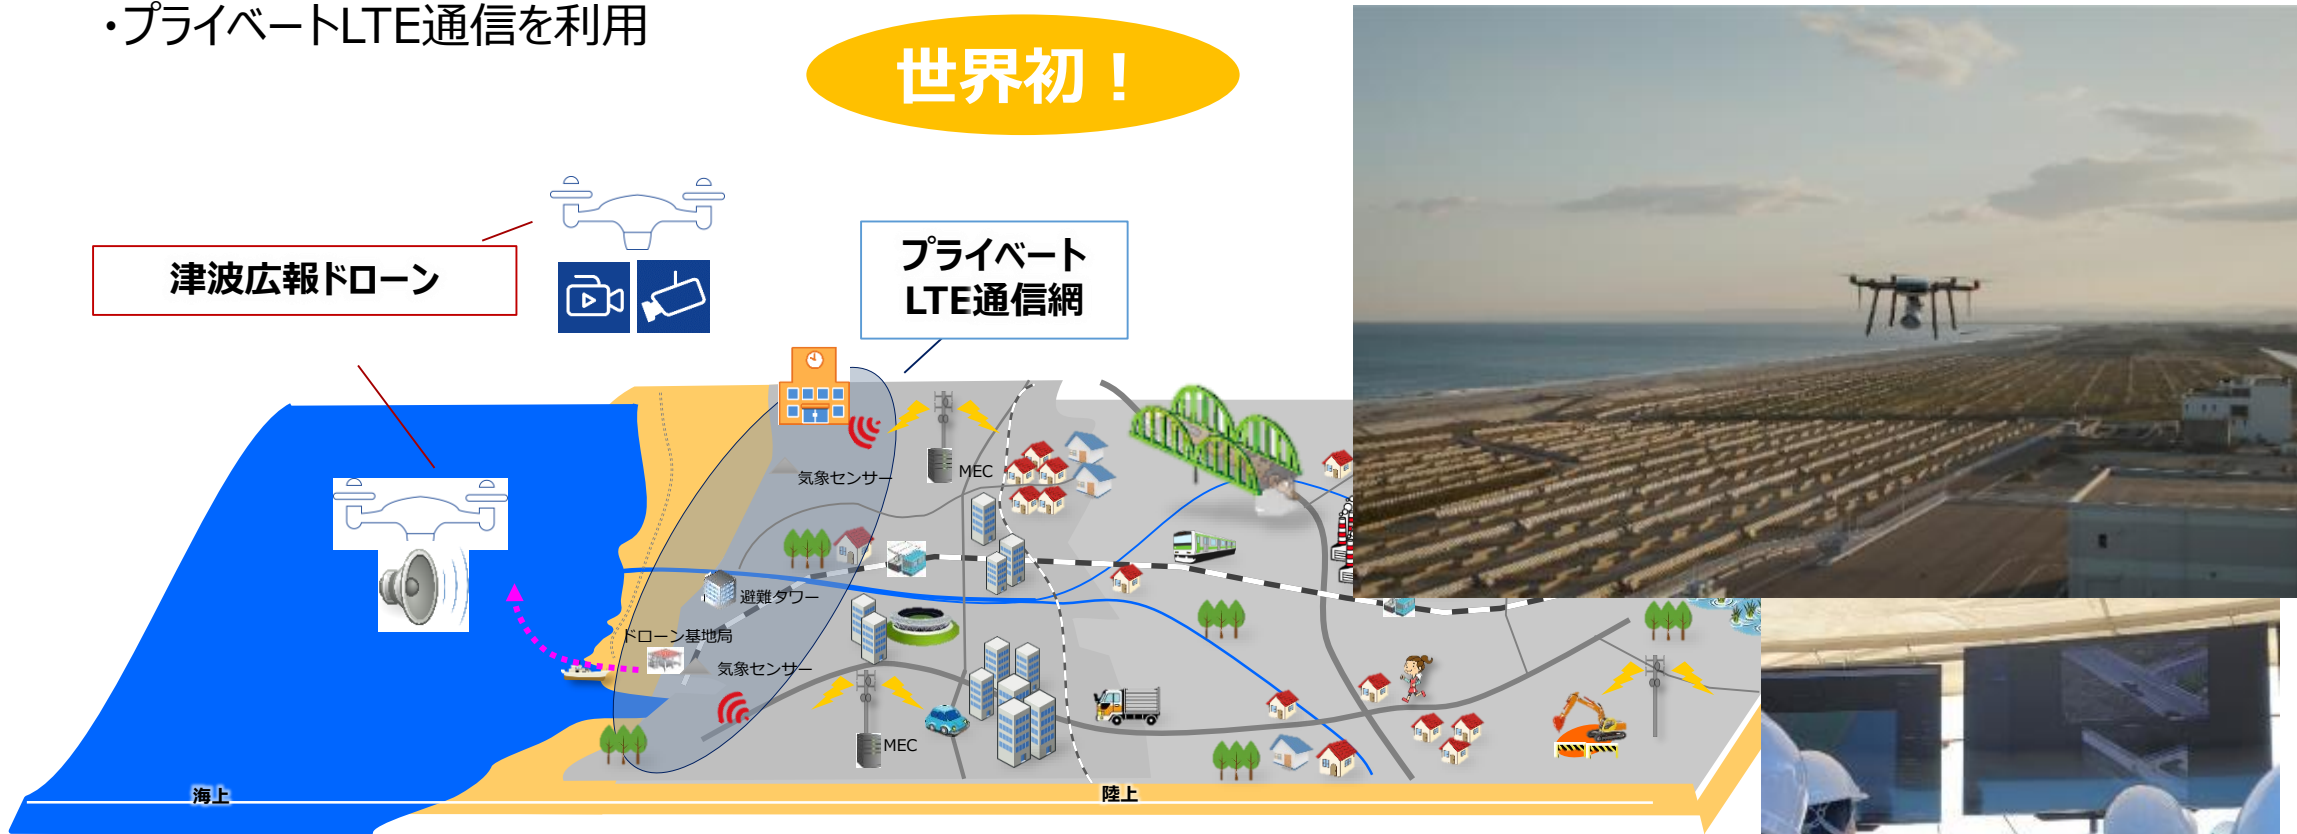 ・プライベートLTE通信を利用
世界初！
津波広報ドローン
プライベート
LTE通信網
気象センサー
MEC
避難タワー
ドローン基地局
気象センサー
MEC
海上
陸上